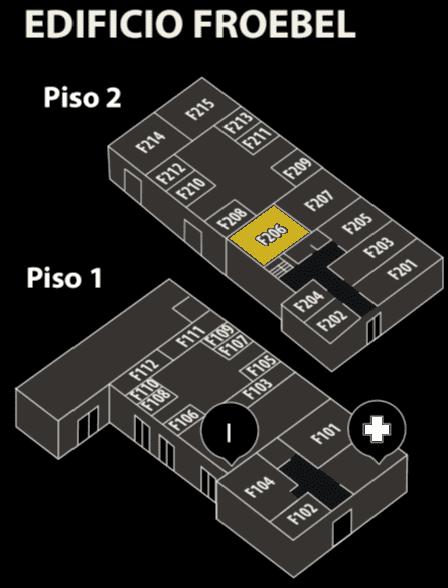 EDIFICIO FROEBEL
Piso 2
F215
F214
F213
F211
F212
F210
F209
F208
F207
F206
F205
F203
F201
F204
F202
Piso 1
F109
F111
F107
F112
F105
F110
F103
F108
F106
I
F101
F104
F102